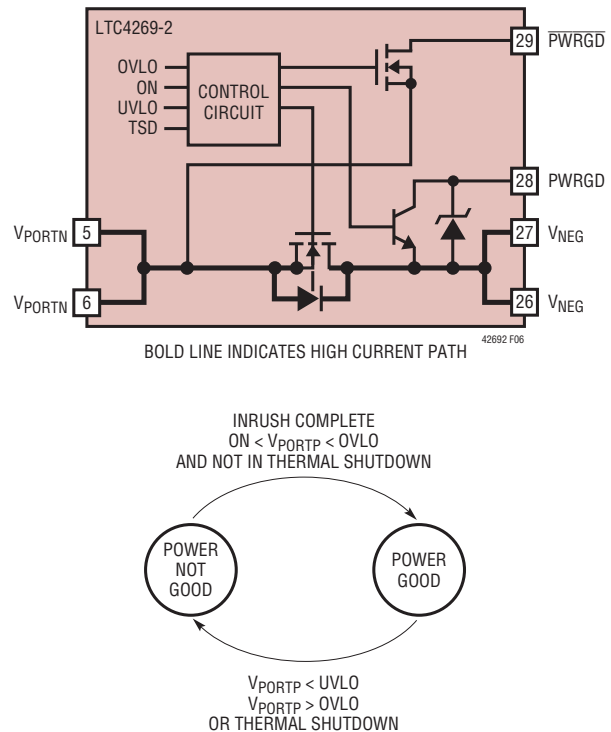 LTC4269-2
29 PWRGD
OVLO
ON
UVLO
TSD
CONTROL
CIRCUIT
28 PWRGD
VPORTN 5
27 VNEG
VPORTN 6
26 VNEG
42692 F06
BOLD LINE INDICATES HIGH CURRENT PATH
INRUSH COMPLETE
ON < VPORTP < OVLO
AND NOT IN THERMAL SHUTDOWN
POWER
NOT
GOOD
POWER
GOOD
VPORTP < UVLO
VPORTP > OVLO
OR THERMAL SHUTDOWN